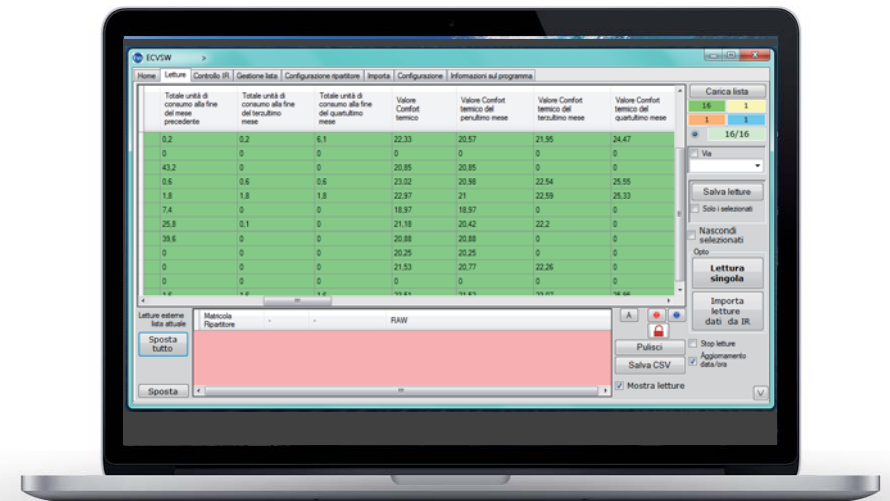 ECVSW
Home Letture Controllo IR Gestione lista Configurazione ripartitore Importa Configurazione Informazioni sul programma
Totale unità di consumo alla fine del mese precedente
Totale unità di consumo alla fine del terzultimo mese
Totale unità di consumo alla fine del quartultimo mese
Valore Comfort termico
Valore Comfort termico del penultimo mese
Valore Comfort termico del terzultimo mese
Valore Comfort termico del quartultimo mese
0,2 0,2 6,1 22,33 20,57 21,95 24,47
0 0 0 0 0 0 0
43,2 0 0 20,85 20,85 0 0
0,6 0,6 0,6 23,02 20,98 22,54 25,55
1,8 1,8 1,8 22,97 21 22,59 25,33
7,4 0 0 18,97 18,97 0 0
25,8 0,1 0 21,18 20,42 22,2 0
39,6 0 0 20,88 20,88 0 0
0 0 0 20,25 20,25 0 0
0 0 0 21,53 20,77 22,26 0
0 0 0 0 0 0 0
Carica lista
16 1
1 1
16/16
Via
Salva letture
Solo i selezionati
Nascondi selezionati
Opto
Lettura singola
Importa letture dati da IR
Stop letture
Aggiornamento data/ora
Letture esterne lista attuale
Sposta tutto
Sposta
Matricola Ripartitore - - RAW
A
Pulisci
Salva CSV
Mostra letture